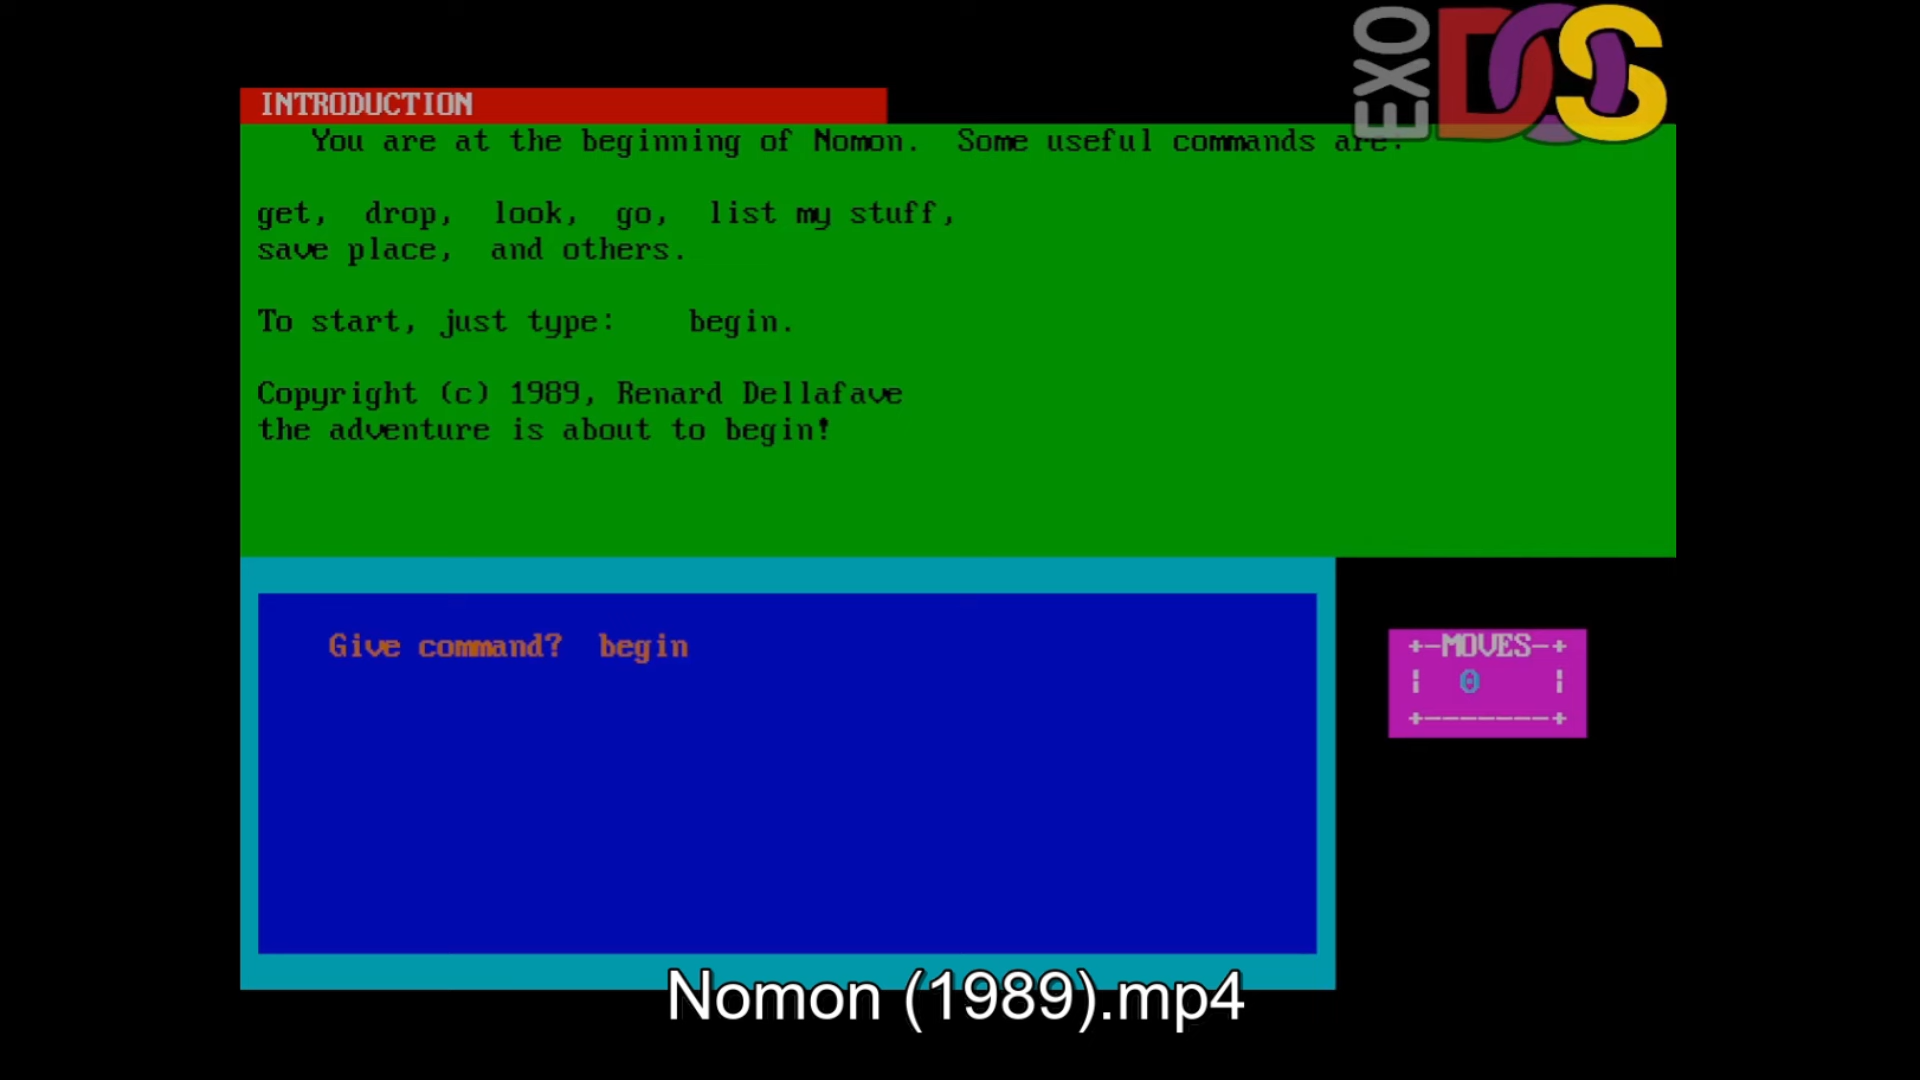 EXO DOS
INTRODUCTION
You are at the beginning of Nomon. Some useful commands are:
get, drop, look, go, list my stuff,
save place, and others.
To start, just type: begin.
Copyright (c) 1989, Renard Dellafave
the adventure is about to begin!
Give command? begin
+-MOVES-+
¦ 0 ¦
+-------+
Nomon (1989).mp4